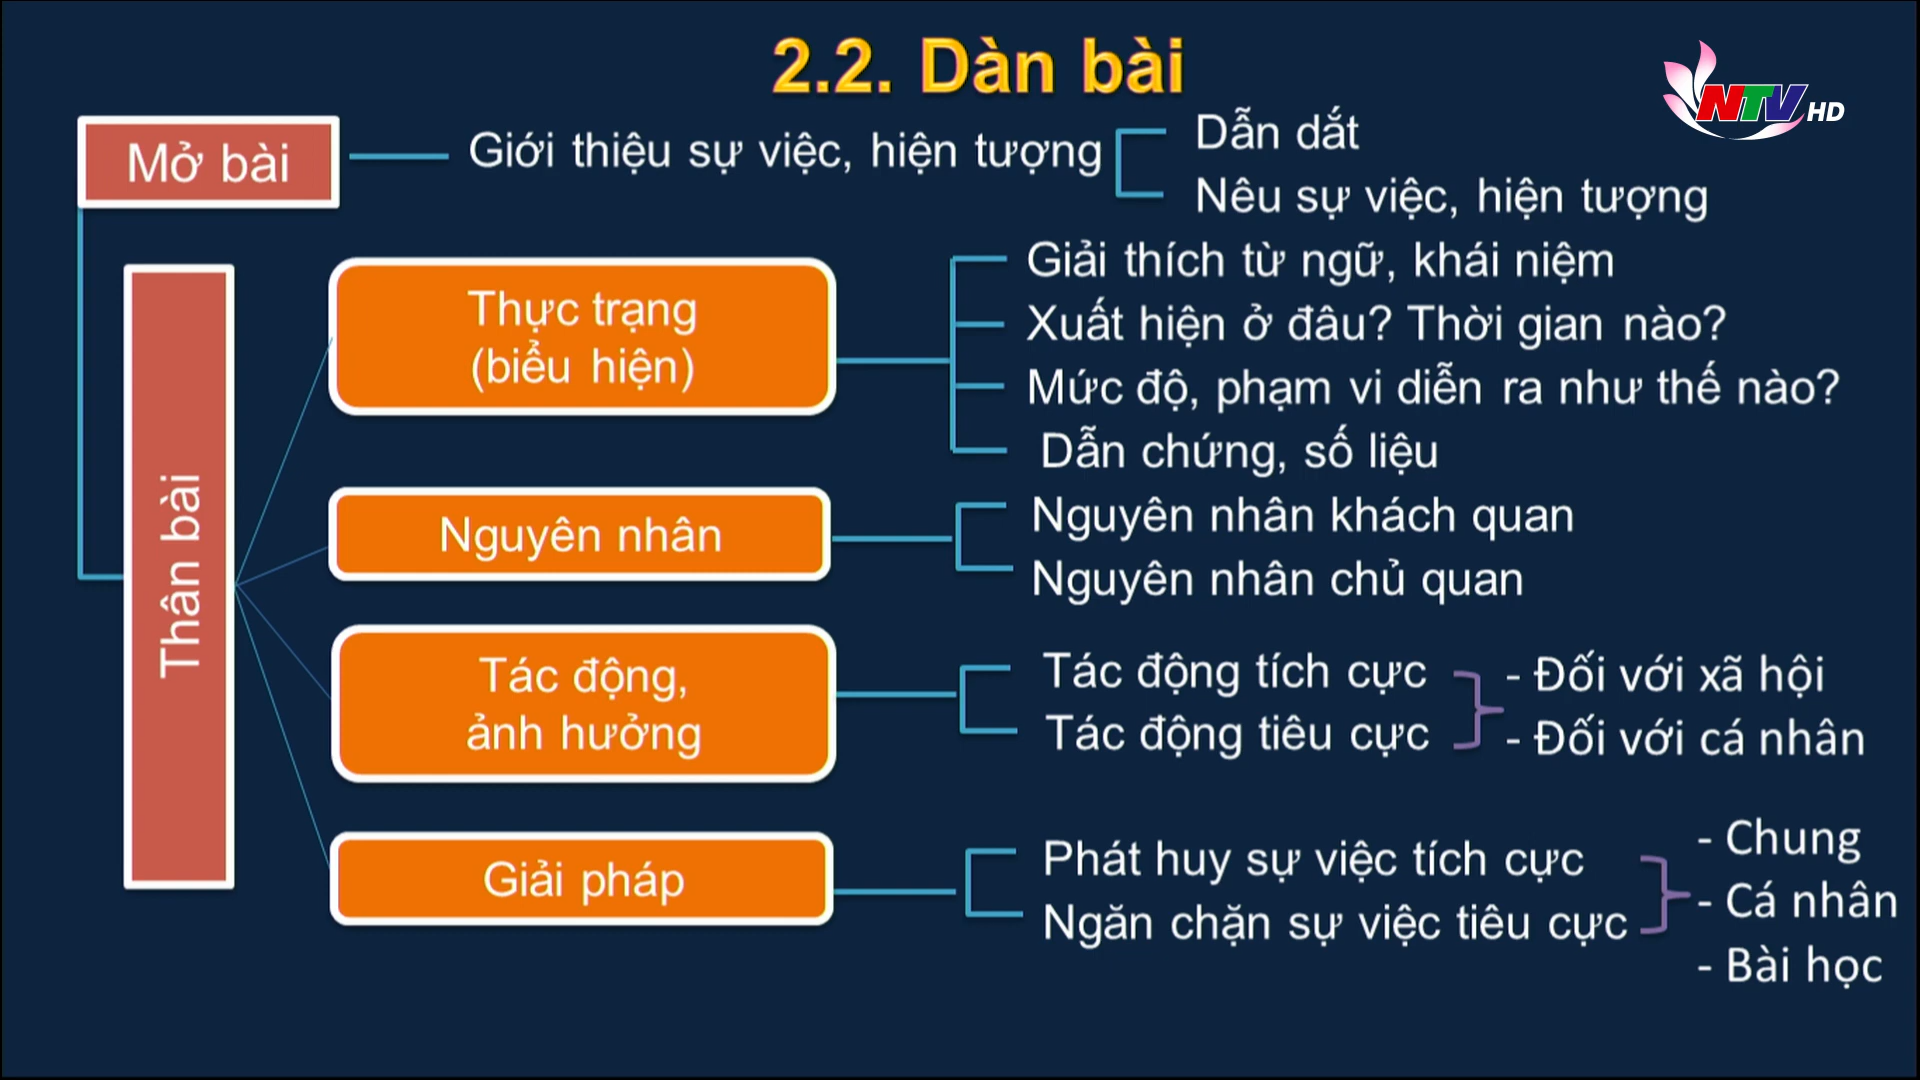 2.2. Dàn bài
NTV HD
Mở bài
Giới thiệu sự việc, hiện tượng
Dẫn dắt
Nêu sự việc, hiện tượng
Thân bài
Thực trạng
(biểu hiện)
Giải thích từ ngữ, khái niệm
Xuất hiện ở đâu? Thời gian nào?
Mức độ, phạm vi diễn ra như thế nào?
Dẫn chứng, số liệu
Nguyên nhân
Nguyên nhân khách quan
Nguyên nhân chủ quan
Tác động,
ảnh hưởng
Tác động tích cực
Tác động tiêu cực
- Đối với xã hội
- Đối với cá nhân
Giải pháp
Phát huy sự việc tích cực
Ngăn chặn sự việc tiêu cực
- Chung
- Cá nhân
- Bài học